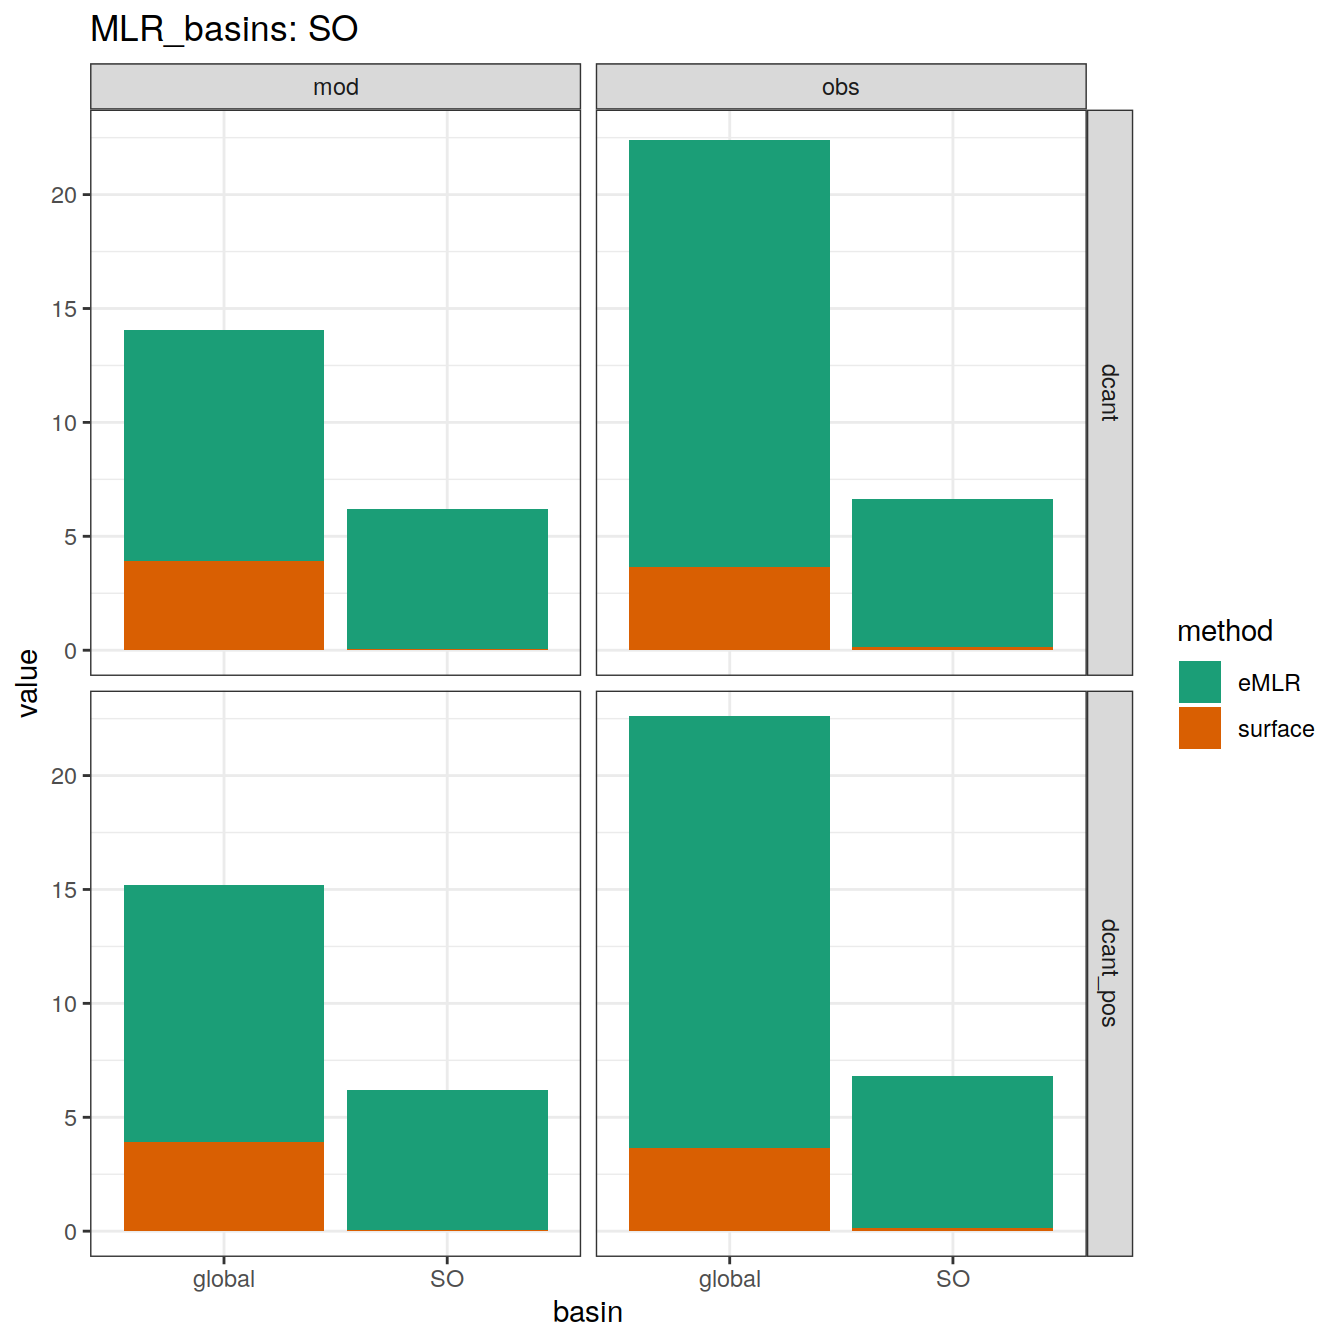 MLR_basins: SO
mod
obs
20
15
10
5
0
dcant
20
15
10
5
0
dcant_pos
value
global
SO
global
SO
basin
method
eMLR
surface